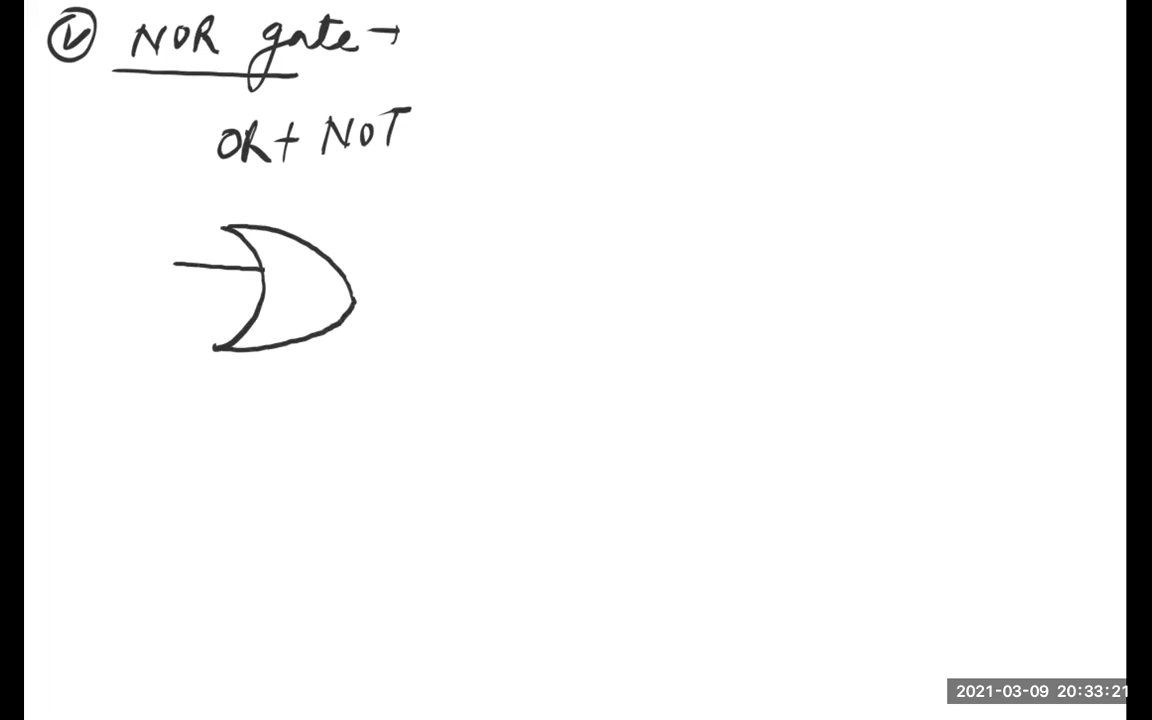 Ⓥ NOR gate →
OR + NOT
2021-03-09 20:33:21